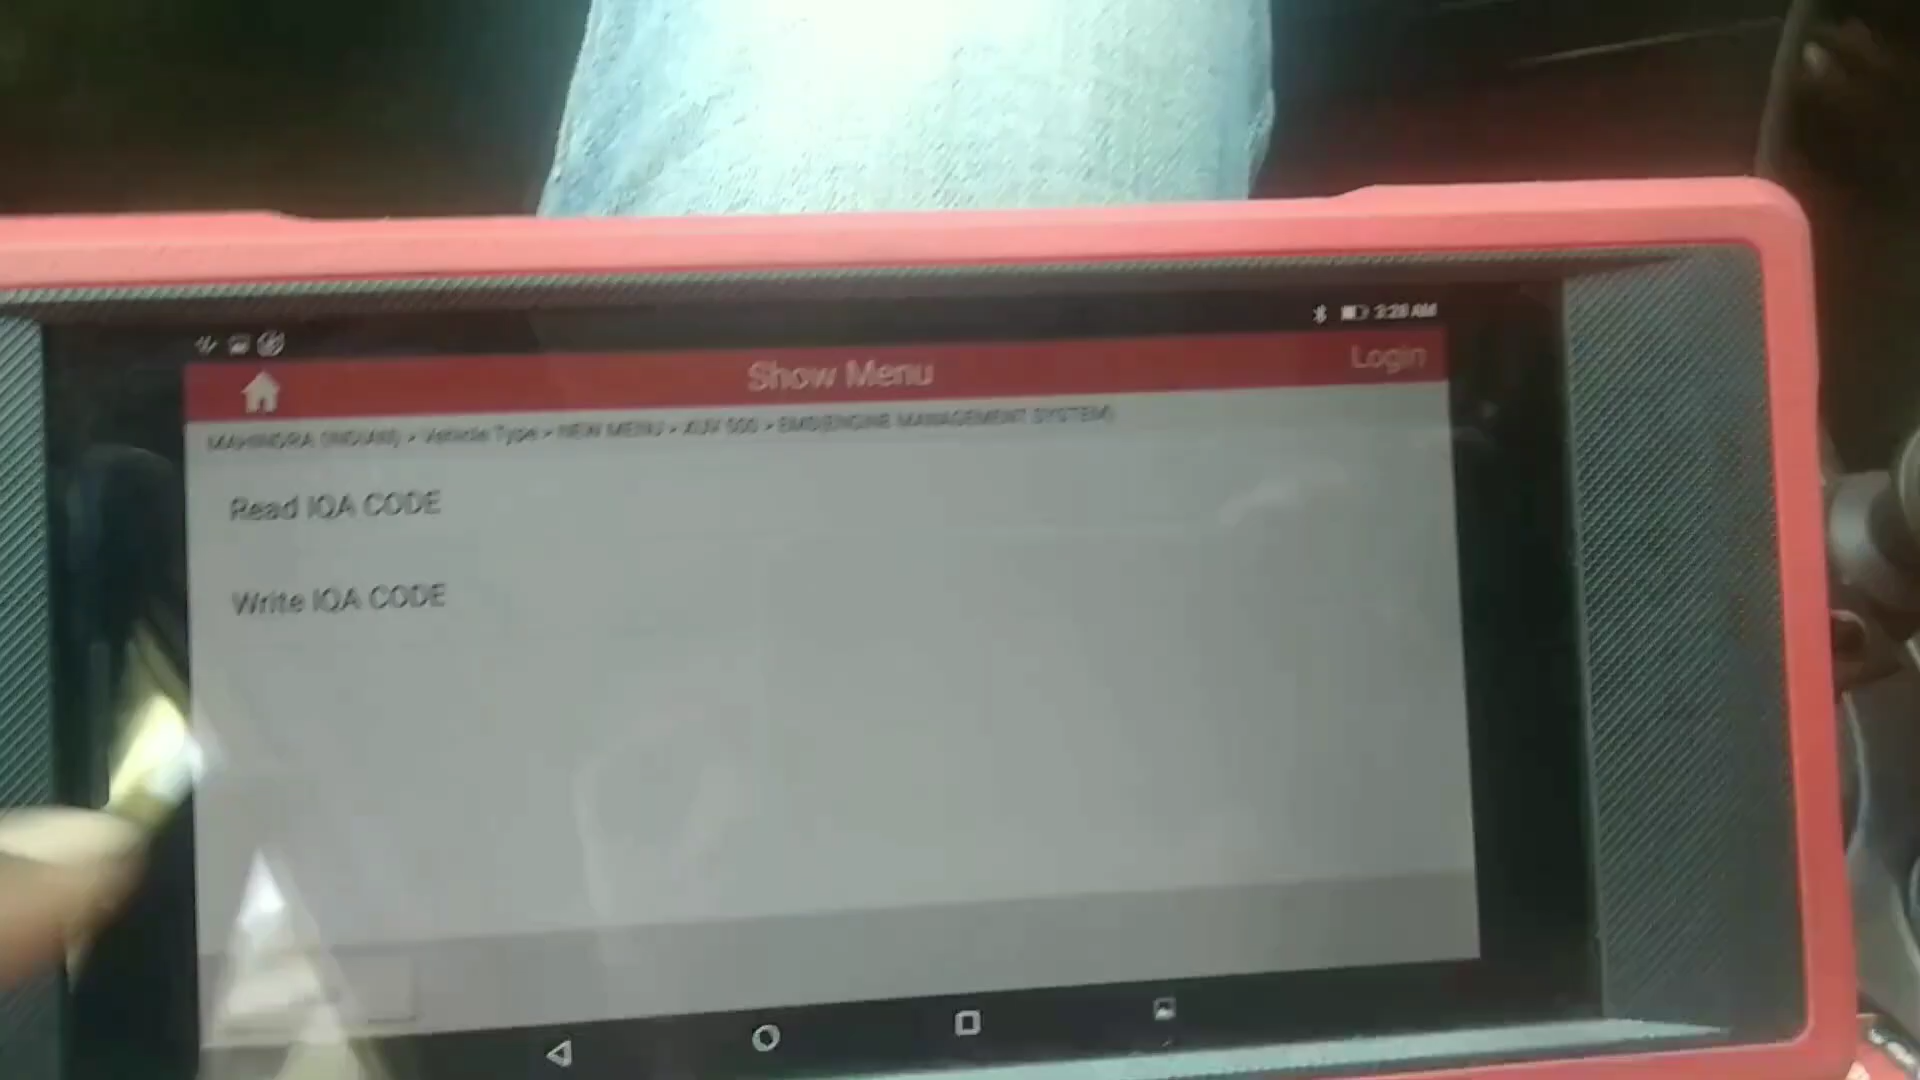 3:28 AM
Show Menu
Login
MAHINDRA (INDIAN) > Vehicle Type > NEW MENU > XUV 500 > EMS(ENGINE MANAGEMENT SYSTEM)
Read IQA CODE
Write IQA CODE